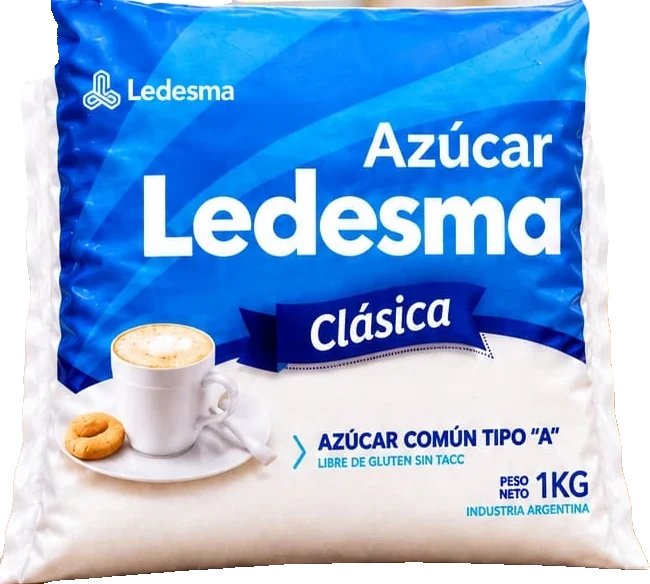 Ledesma
Azúcar
Ledesma
Clásica
AZÚCAR COMÚN TIPO "A"
LIBRE DE GLUTEN SIN TACC
PESO
NETO 1KG
INDUSTRIA ARGENTINA